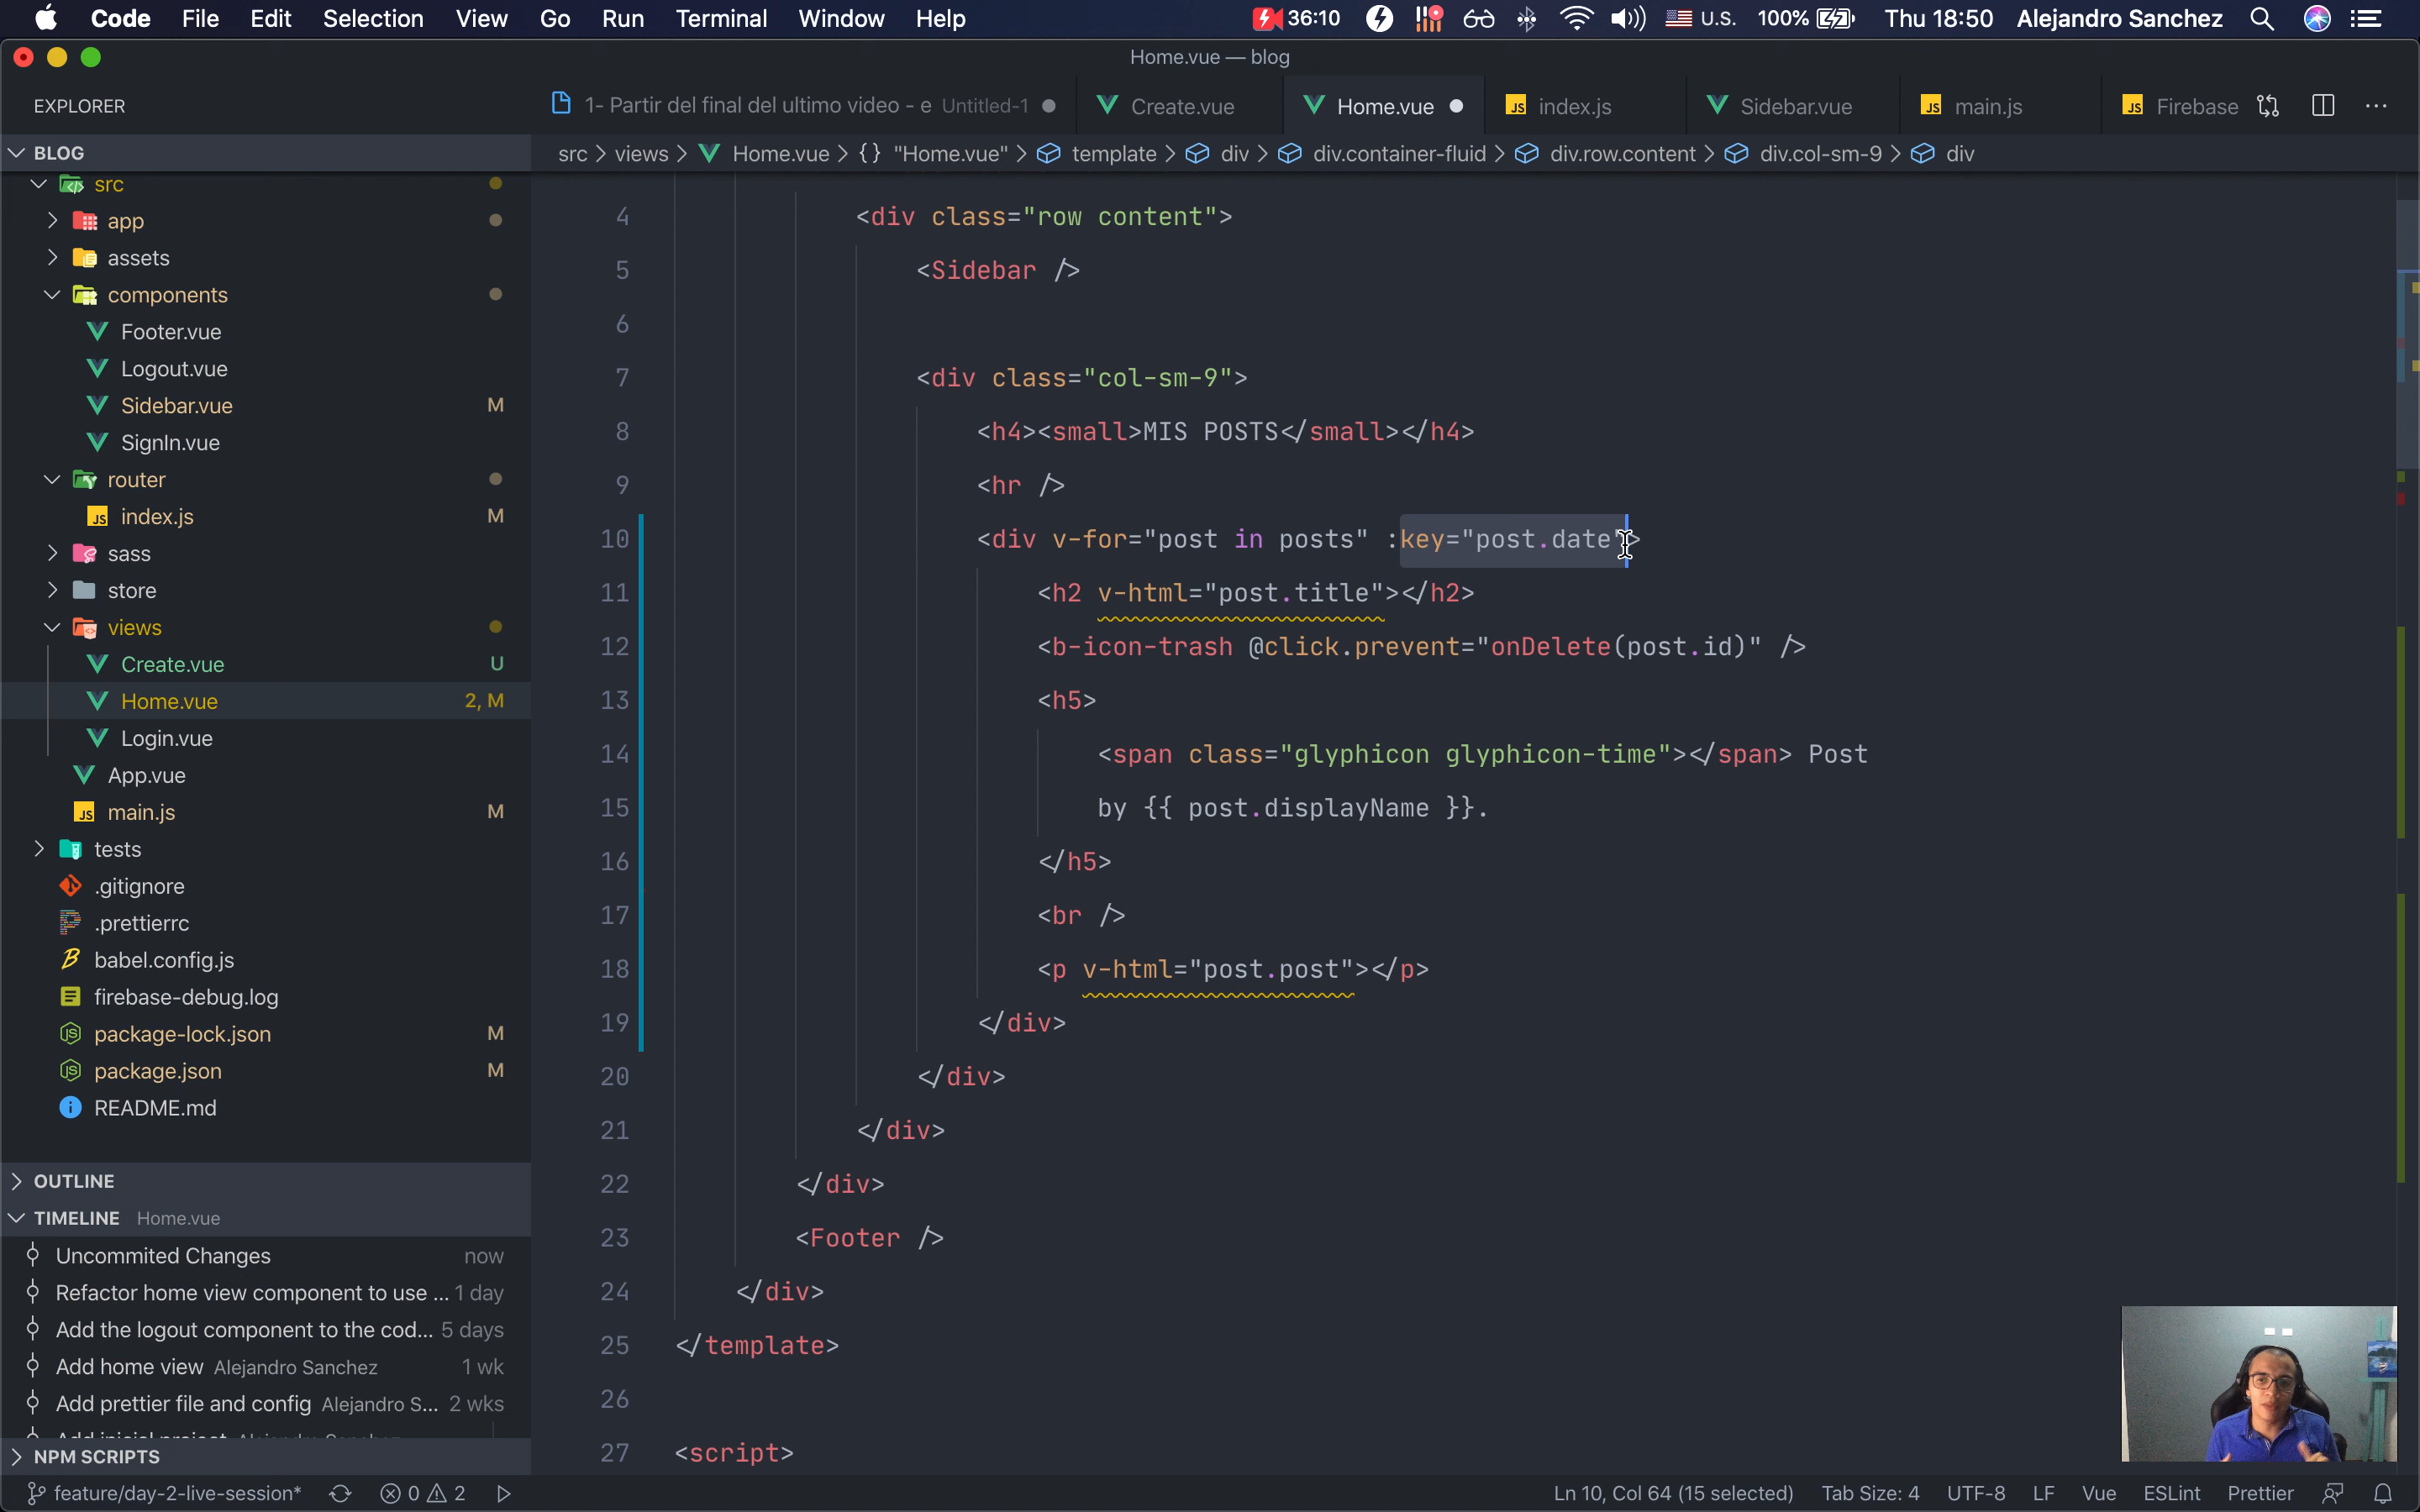 Code File Edit Selection View Go Run Terminal Window Help 36:10 U.S. 100% Thu 18:50 Alejandro Sanchez
Home.vue — blog
EXPLORER
1- Partir del final del ultimo video - e Untitled-1 Create.vue Home.vue JS index.js Sidebar.vue JS main.js JS Firebase
BLOG
src > views > Home.vue > {} "Home.vue" > template > div > div.container-fluid > div.row.content > div.col-sm-9 > div
src
app
assets
components
Footer.vue
Logout.vue
Sidebar.vue M
SignIn.vue
router
JS index.js M
sass
store
views
Create.vue U
Home.vue 2, M
Login.vue
App.vue
JS main.js M
tests
.gitignore
.prettierrc
babel.config.js
firebase-debug.log
package-lock.json M
package.json M
README.md
OUTLINE
TIMELINE Home.vue
Uncommited Changes now
Refactor home view component to use ... 1 day
Add the logout component to the cod... 5 days
Add home view Alejandro Sanchez 1 wk
Add prettier file and config Alejandro S... 2 wks
NPM SCRIPTS
4 <div class="row content">
5 <Sidebar />
6
7 <div class="col-sm-9">
8 <h4><small>MIS POSTS</small></h4>
9 <hr />
10 <div v-for="post in posts" :key="post.date">
11 <h2 v-html="post.title"></h2>
12 <b-icon-trash @click.prevent="onDelete(post.id)" />
13 <h5>
14 <span class="glyphicon glyphicon-time"></span> Post
15 by {{ post.displayName }}.
16 </h5>
17 <br />
18 <p v-html="post.post"></p>
19 </div>
20 </div>
21 </div>
22 </div>
23 <Footer />
24 </div>
25 </template>
26
27 <script>
feature/day-2-live-session* 0 2 Ln 10, Col 64 (15 selected) Tab Size: 4 UTF-8 LF Vue ESLint Prettier